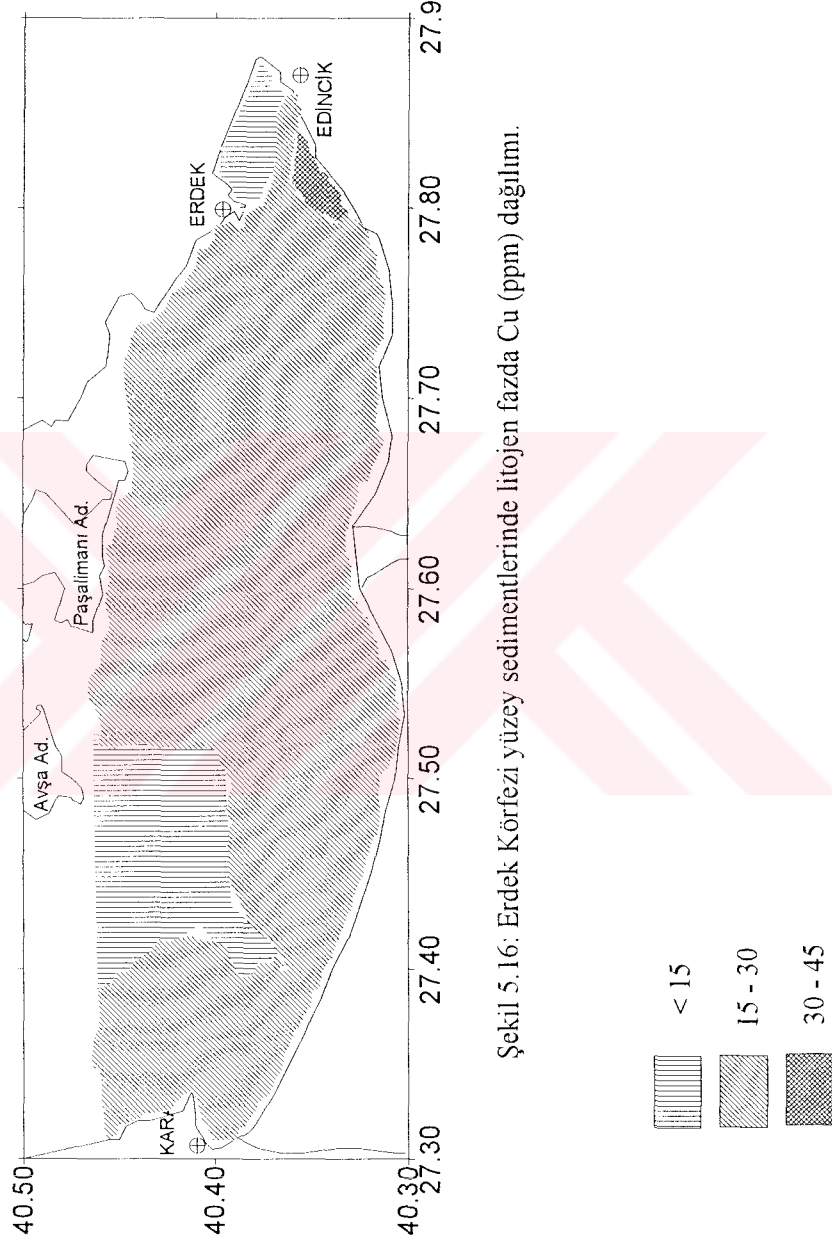 40.50
40.40
40.30
27.30
27.40
27.50
27.60
27.70
27.80
27.9
KARA
Avşa Ad.
Paşalimanı Ad.
ERDEK
EDİNCİK
Şekil 5.16: Erdek Körfezi yüzey sedimentlerinde litojen fazda Cu (ppm) dağılımı.
< 15
15 - 30
30 - 45